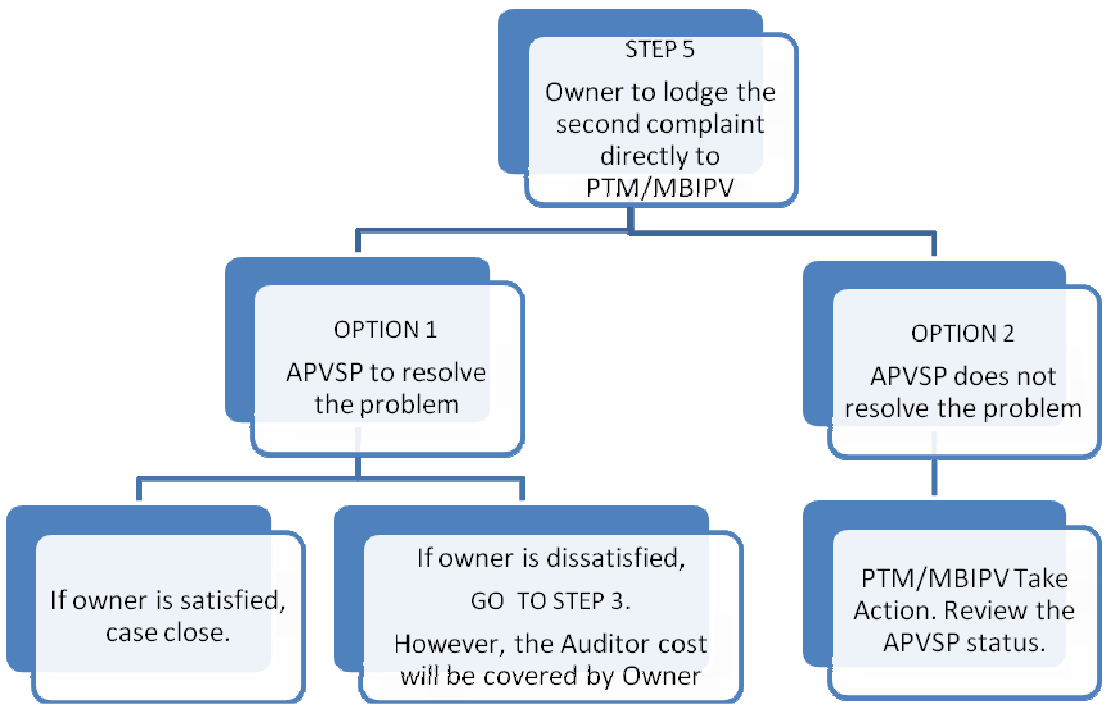 STEP 5
Owner to lodge the
second complaint
directly to
PTM/MBIPV
OPTION 1
APVSP to resolve
the problem
OPTION 2
APVSP does not
resolve the problem
If owner is satisfied,
case close.
If owner is dissatisfied,
GO TO STEP 3.
However, the Auditor cost
will be covered by Owner
PTM/MBIPV Take
Action. Review the
APVSP status.